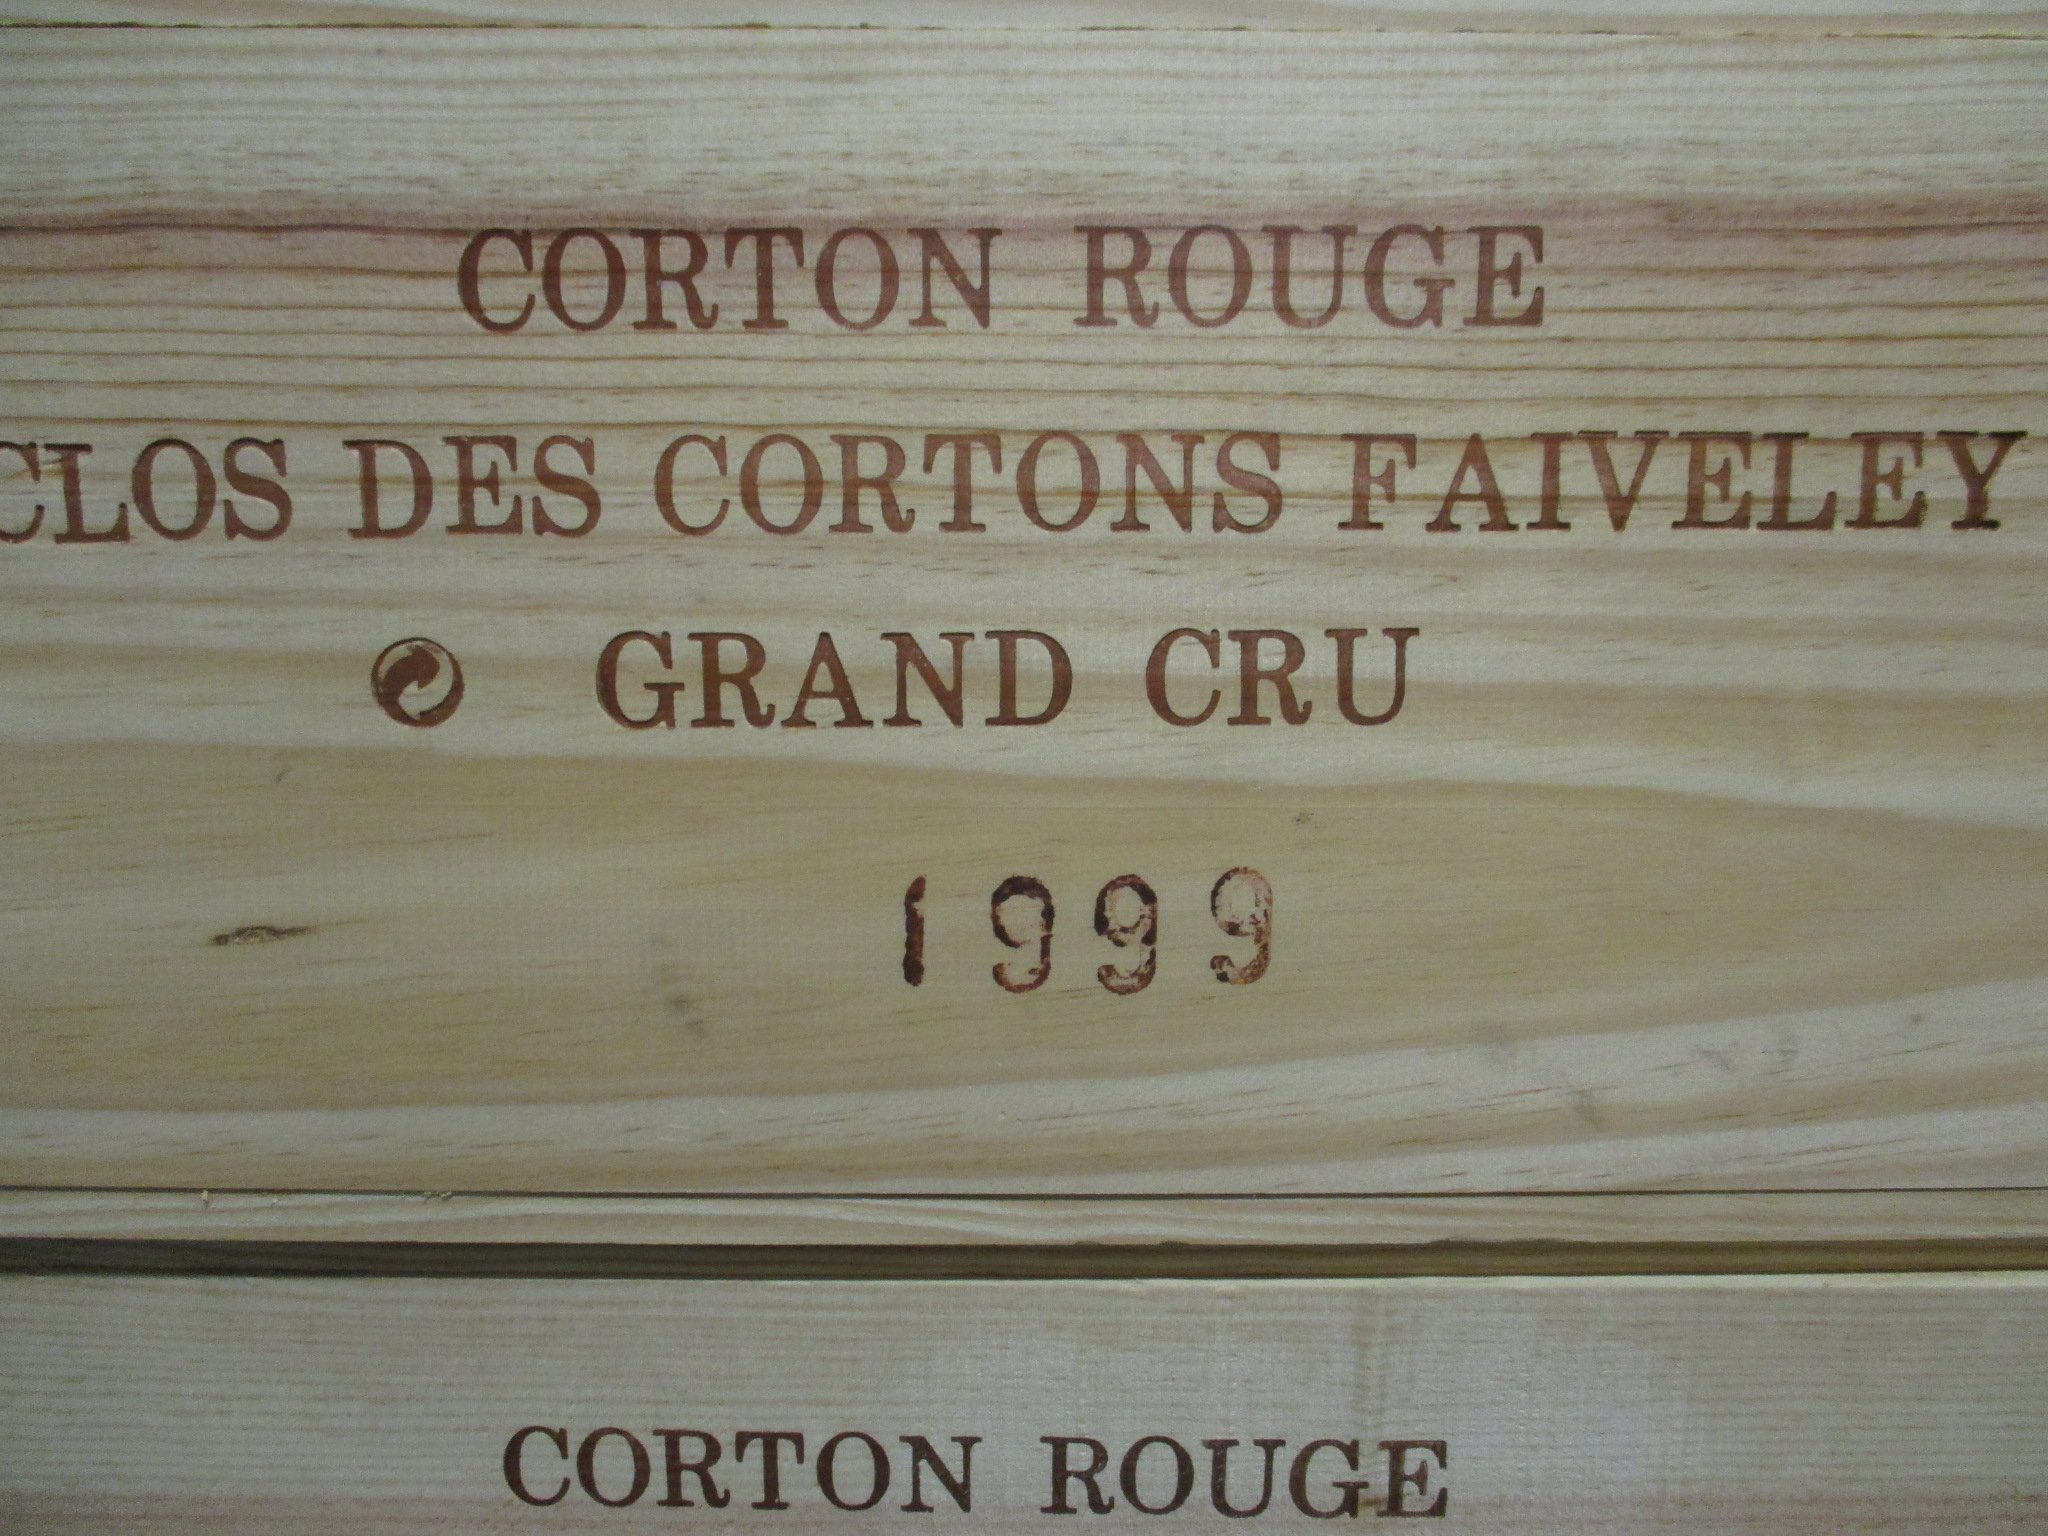 CORTON ROUGE
CLOS DES CORTONS FAIVELEY
GRAND CRU
1999
CORTON ROUGE